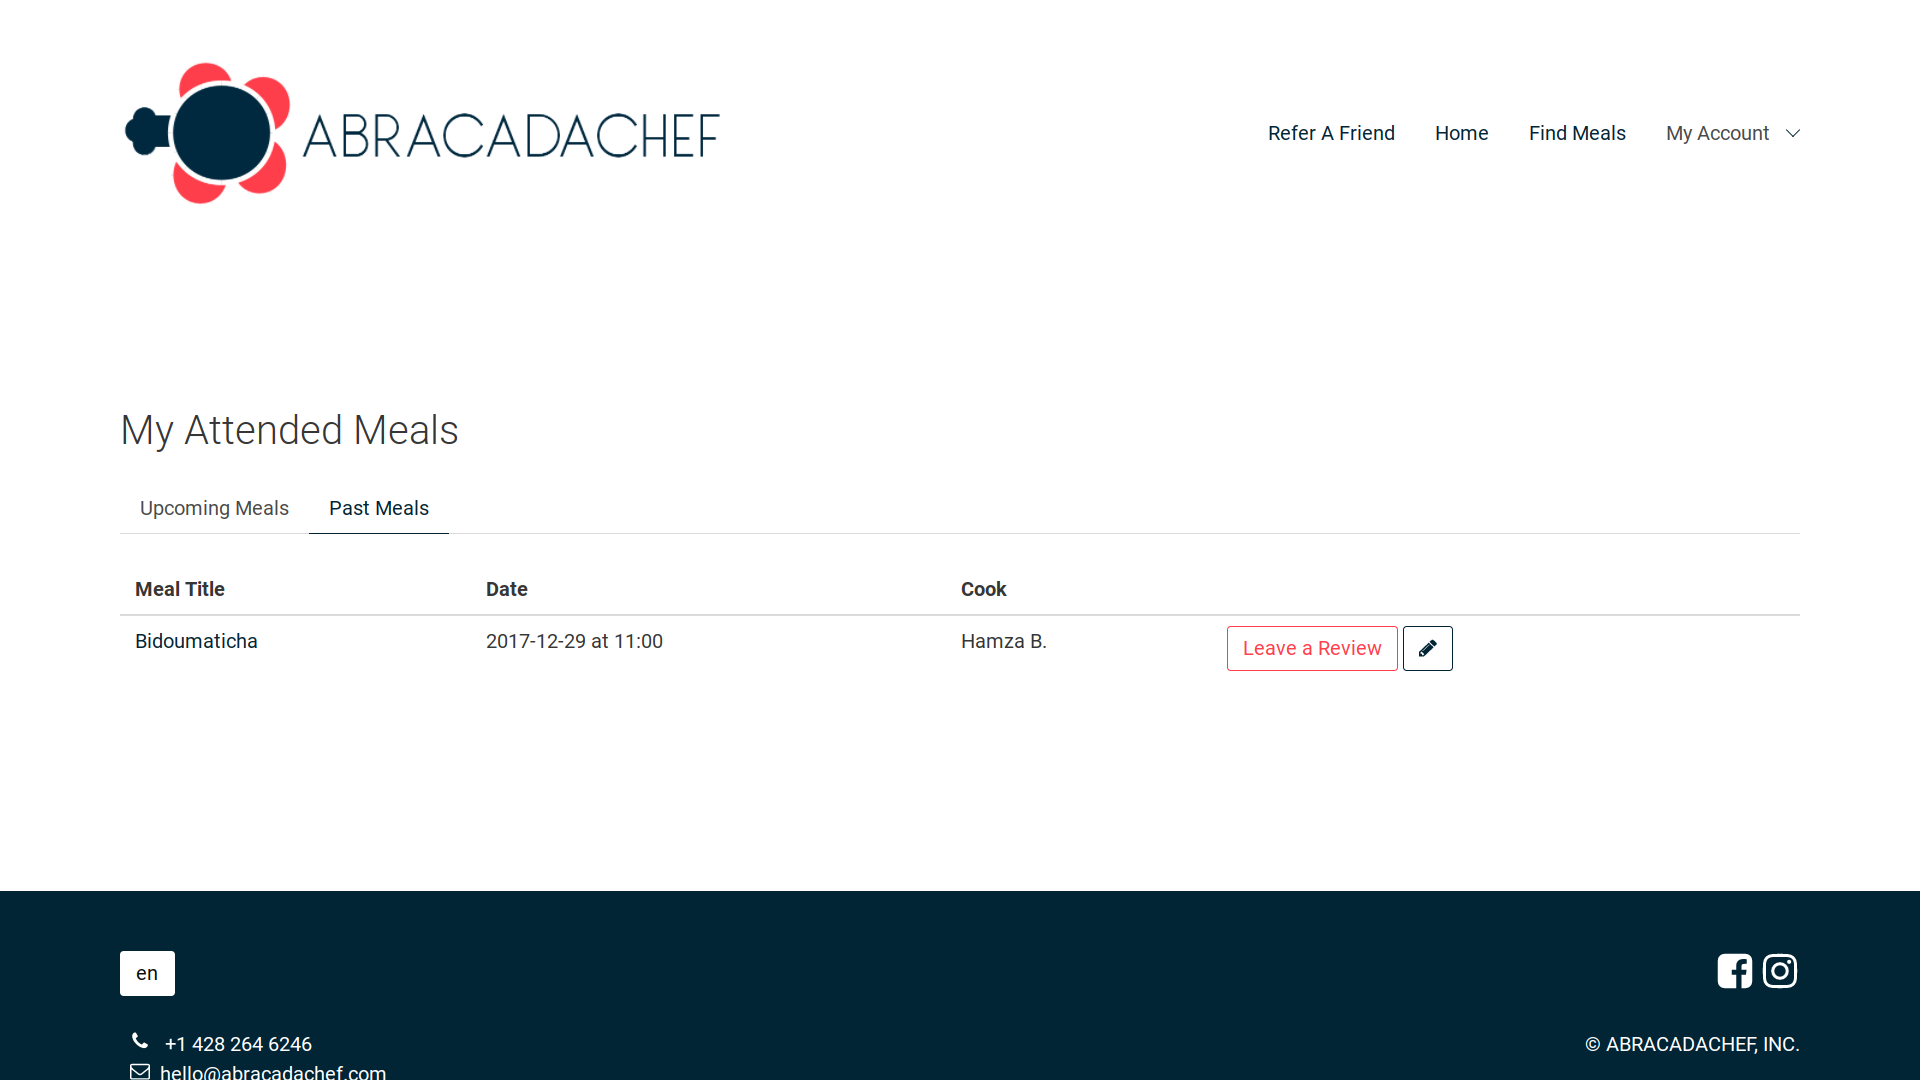 ABRACADACHEF
Refer A Friend Home Find Meals My Account
My Attended Meals
Upcoming Meals Past Meals
Meal Title Date Cook
Bidoumaticha 2017-12-29 at 11:00 Hamza B. Leave a Review
en
+1 428 264 6246
© ABRACADACHEF, INC.
hello@abracadachef.com